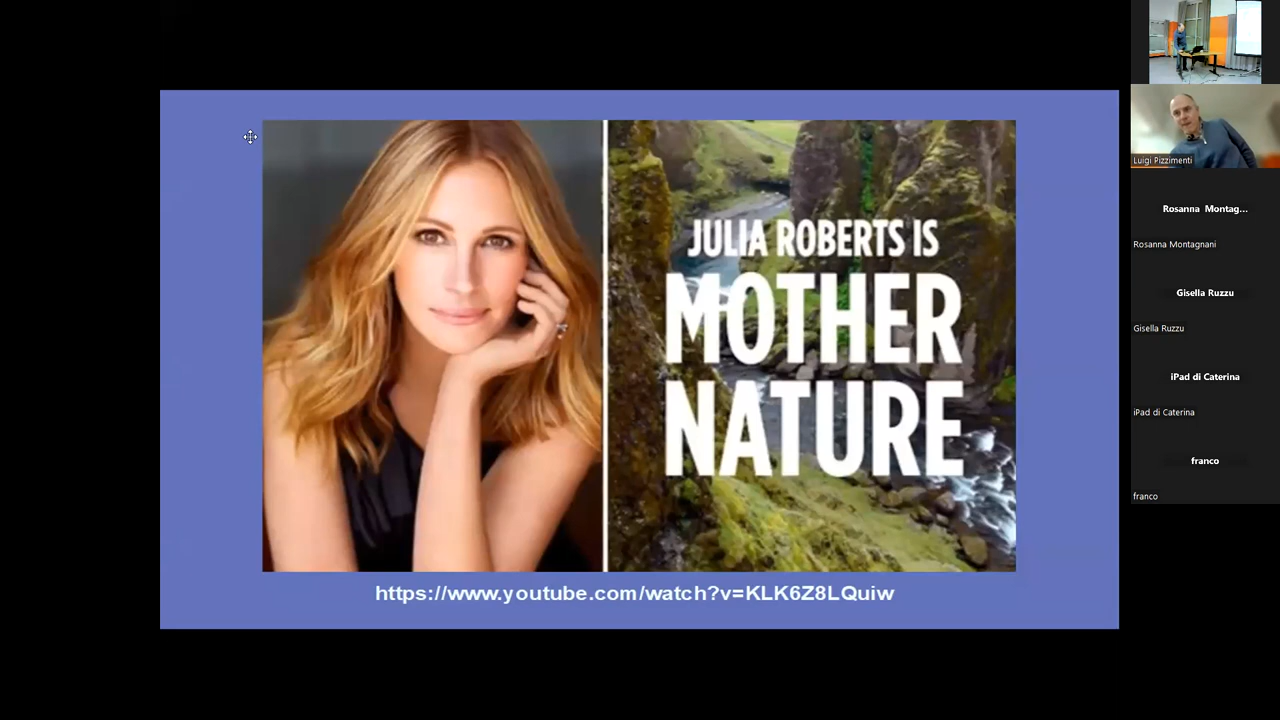 JULIA ROBERTS IS
MOTHER
NATURE
https://www.youtube.com/watch?v=KLK6Z8LQuiw
Luigi Pizzimenti
Rosanna Montag...
Rosanna Montagnani
Gisella Ruzzu
Gisella Ruzzu
iPad di Caterina
iPad di Caterina
franco
franco